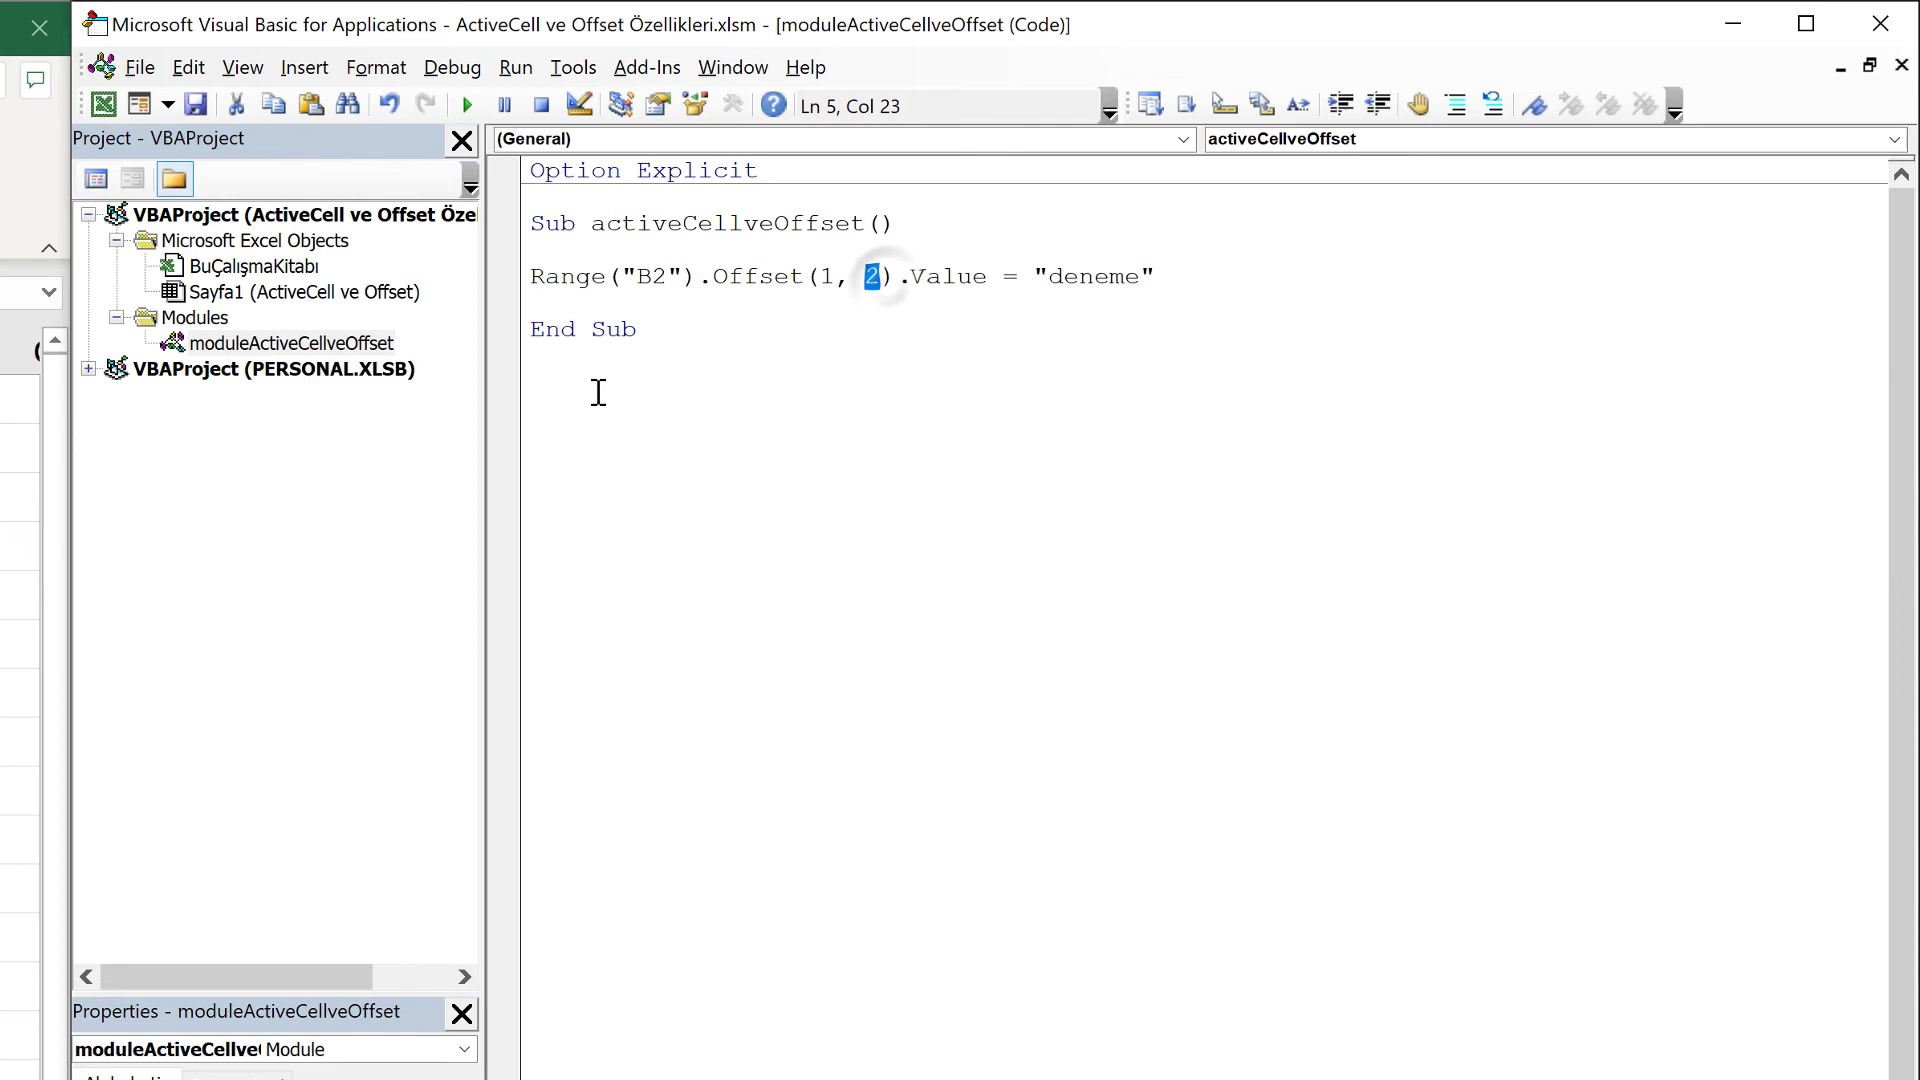 Microsoft Visual Basic for Applications - ActiveCell ve Offset Özellikleri.xlsm - [moduleActiveCellveOffset (Code)]
File Edit View Insert Format Debug Run Tools Add-Ins Window Help
Ln 5, Col 23
Project - VBAProject
(General)
activeCellveOffset
VBAProject (ActiveCell ve Offset Öze
Microsoft Excel Objects
BuÇalışmaKitabı
Sayfa1 (ActiveCell ve Offset)
Modules
moduleActiveCellveOffset
VBAProject (PERSONAL.XLSB)
Option Explicit
Sub activeCellveOffset()
Range("B2").Offset(1, 2).Value = "deneme"
End Sub
Properties - moduleActiveCellveOffset
moduleActiveCellve Module